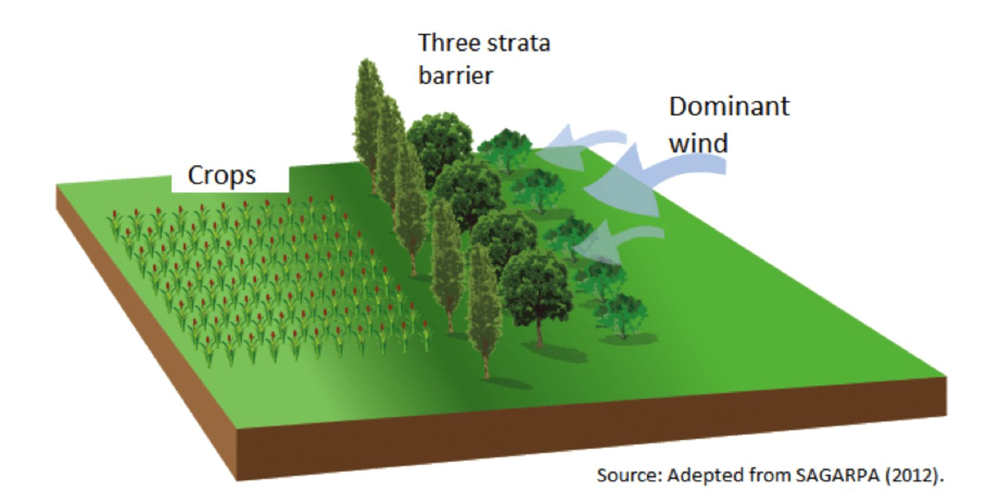 Three strata
barrier
Dominant
wind
Crops
Source: Adepted from SAGARPA (2012).